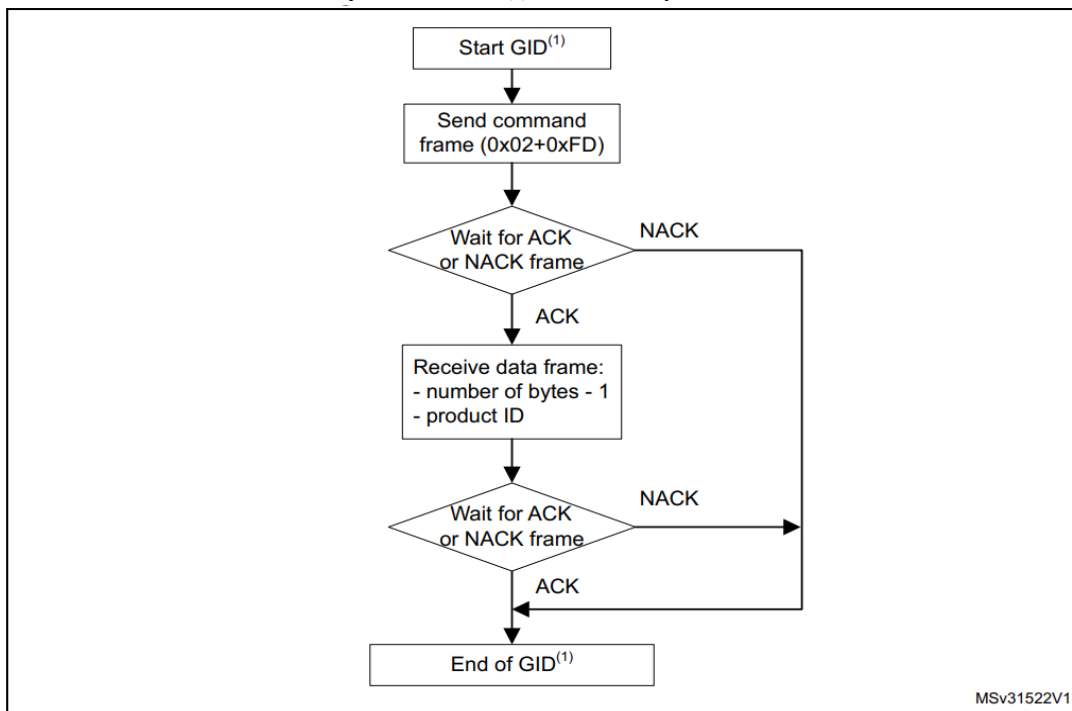 Start GID(1)
Send command
frame (0x02+0xFD)
Wait for ACK
or NACK frame
NACK
ACK
Receive data frame:
- number of bytes - 1
- product ID
Wait for ACK
or NACK frame
NACK
ACK
End of GID(1)
MSv31522V1